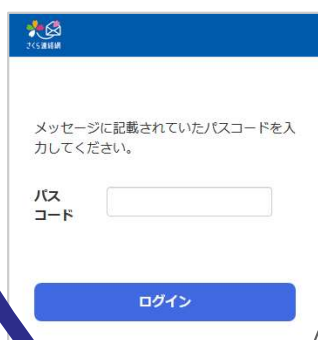 さくら連絡網
メッセージに記載されていたパスコードを入
力してください。
パス
コード
ログイン